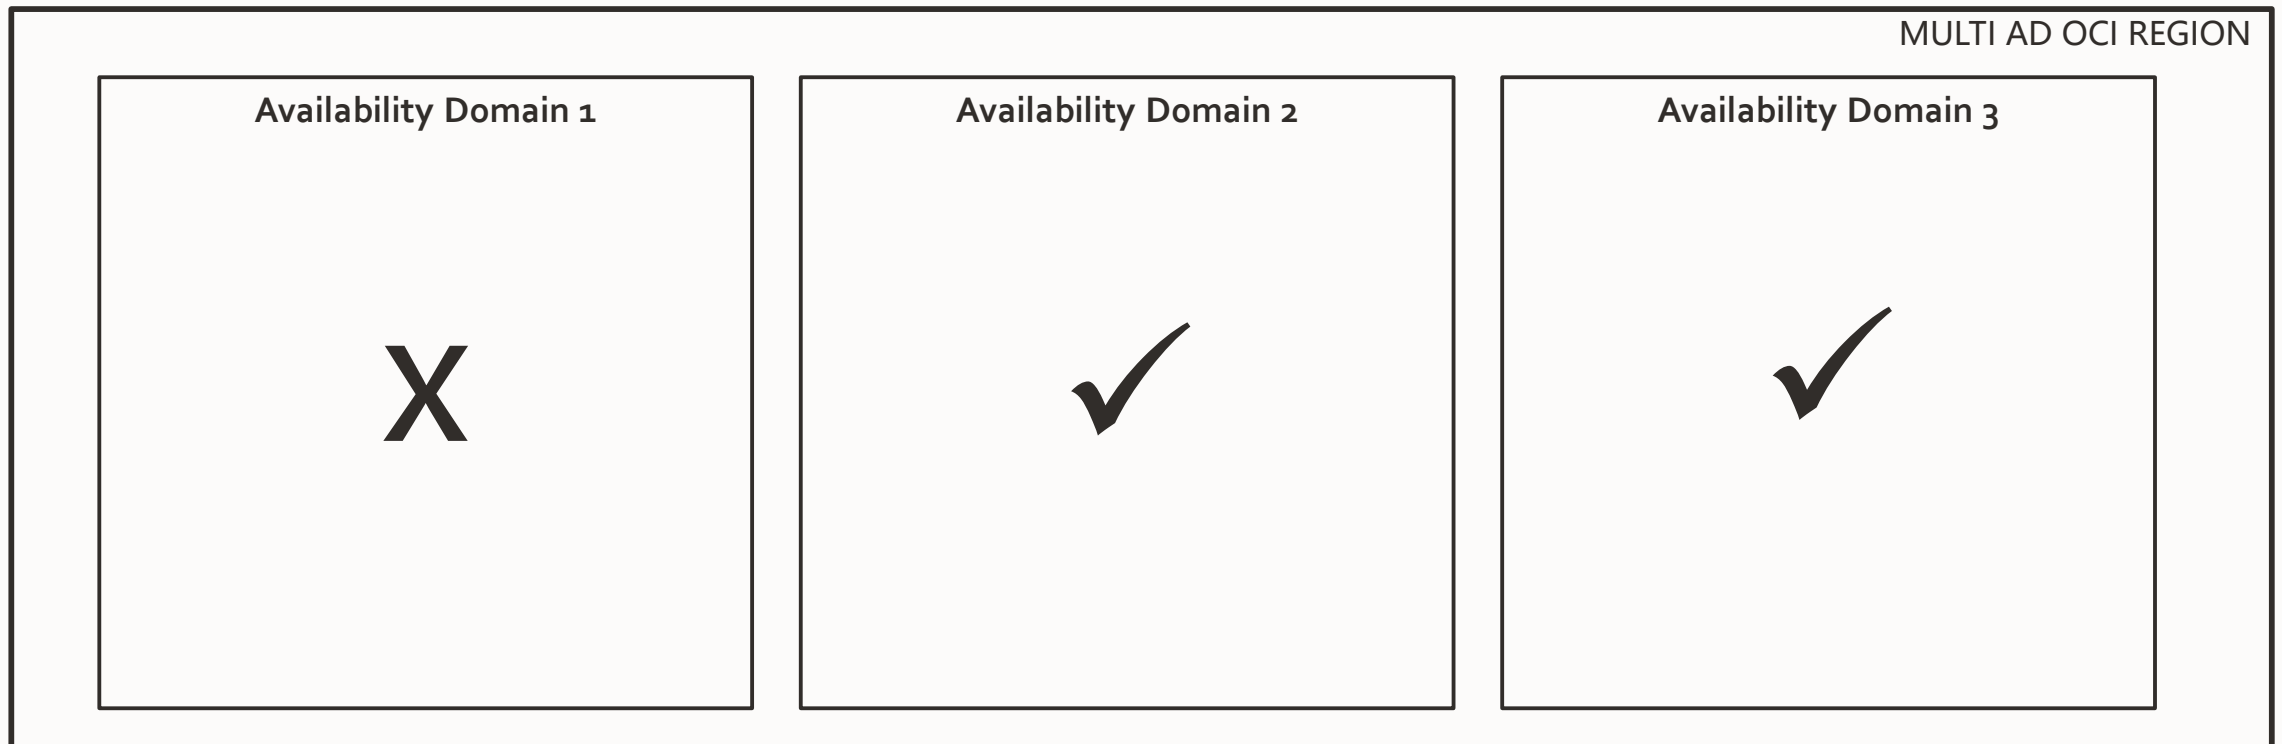 MULTI AD OCI REGION
Availability Domain 1
Availability Domain 2
Availability Domain 3
X
✓
✓